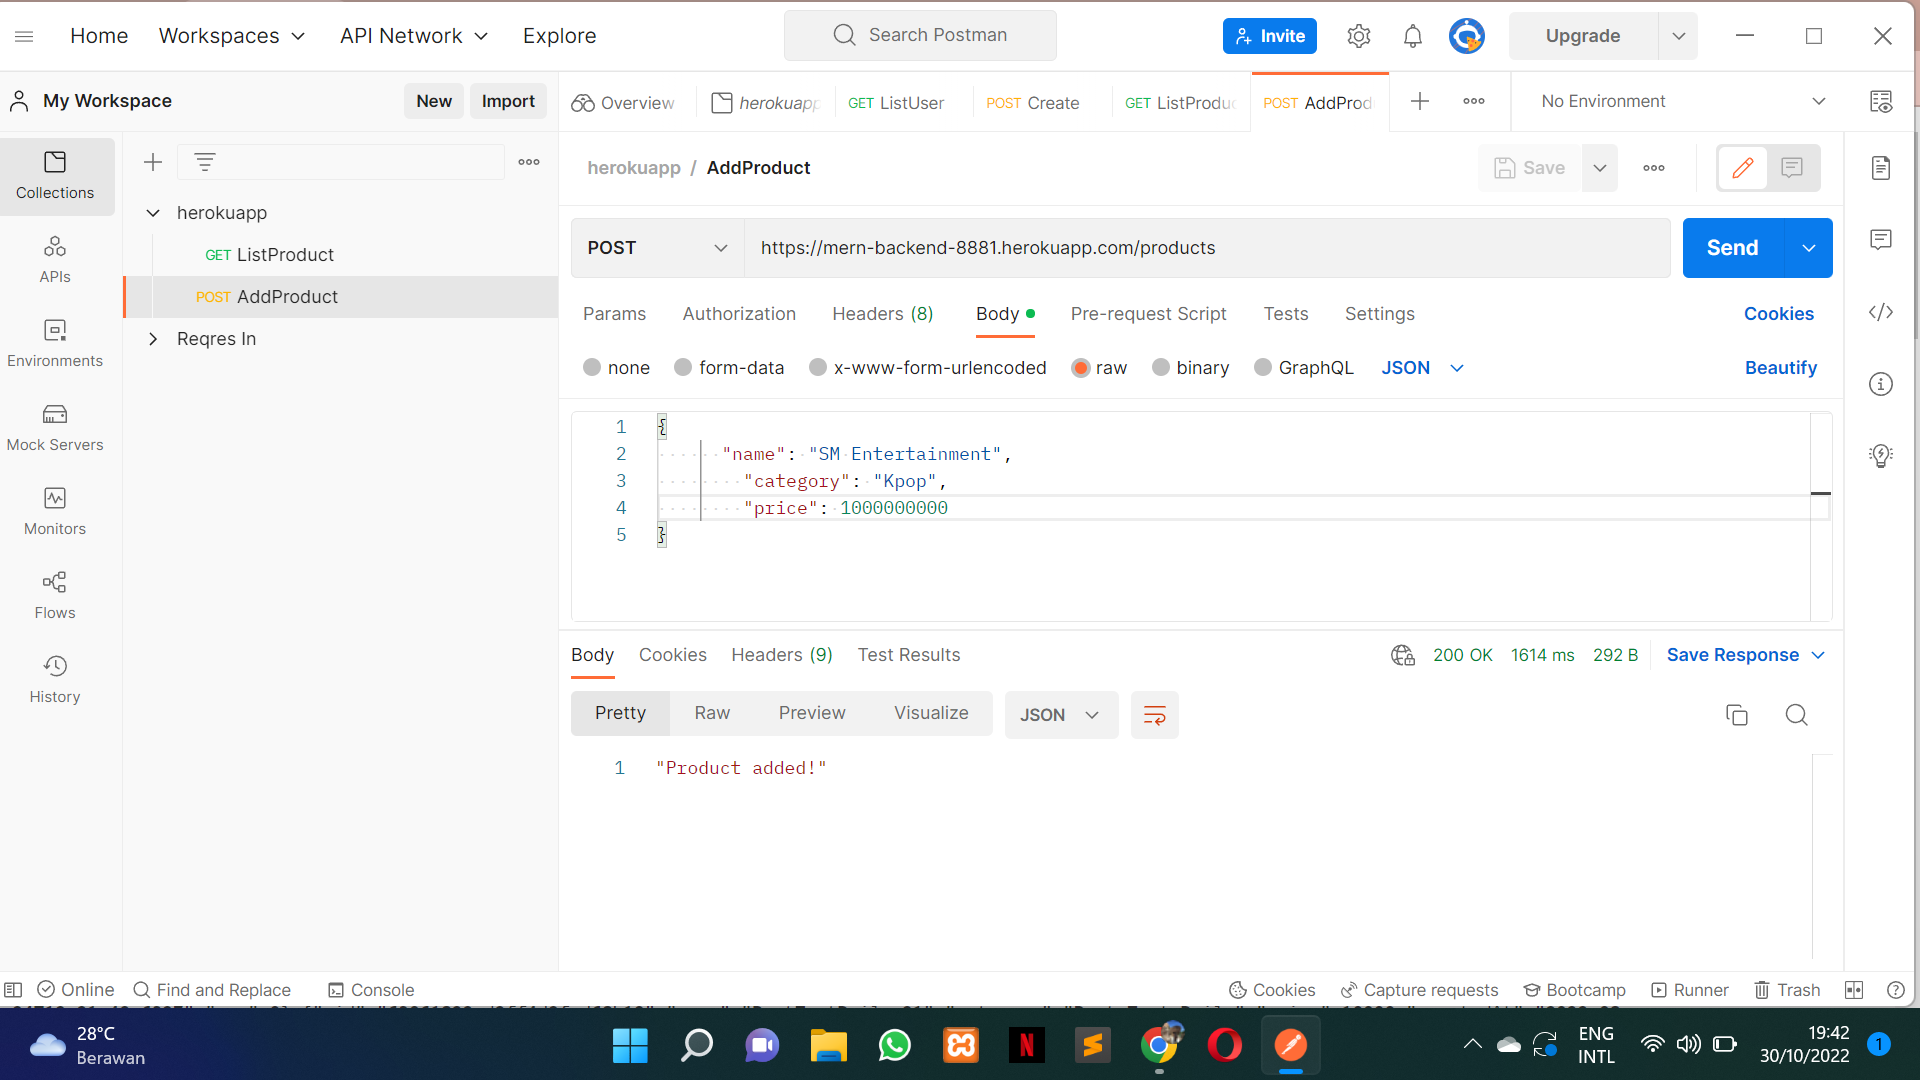 Home
Workspaces
API Network
Explore
Search Postman
Invite
Upgrade
My Workspace
New
Import
Overview
herokuapp
GET ListUser
POST Create
GET ListProduc
POST AddProd
No Environment
Collections
APIs
Environments
Mock Servers
Monitors
Flows
History
herokuapp
GET ListProduct
POST AddProduct
Reqres In
herokuapp / AddProduct
Save
POST
https://mern-backend-8881.herokuapp.com/products
Send
Params
Authorization
Headers (8)
Body
Pre-request Script
Tests
Settings
Cookies
none
form-data
x-www-form-urlencoded
raw
binary
GraphQL
JSON
Beautify
1 {
2 "name": "SM Entertainment",
3 "category": "Kpop",
4 "price": 1000000000
5 }
Body
Cookies
Headers (9)
Test Results
200 OK
1614 ms
292 B
Save Response
Pretty
Raw
Preview
Visualize
JSON
1 "Product added!"
Online
Find and Replace
Console
Cookies
Capture requests
Bootcamp
Runner
Trash
28°C
Berawan
ENG
INTL
19:42
30/10/2022
1